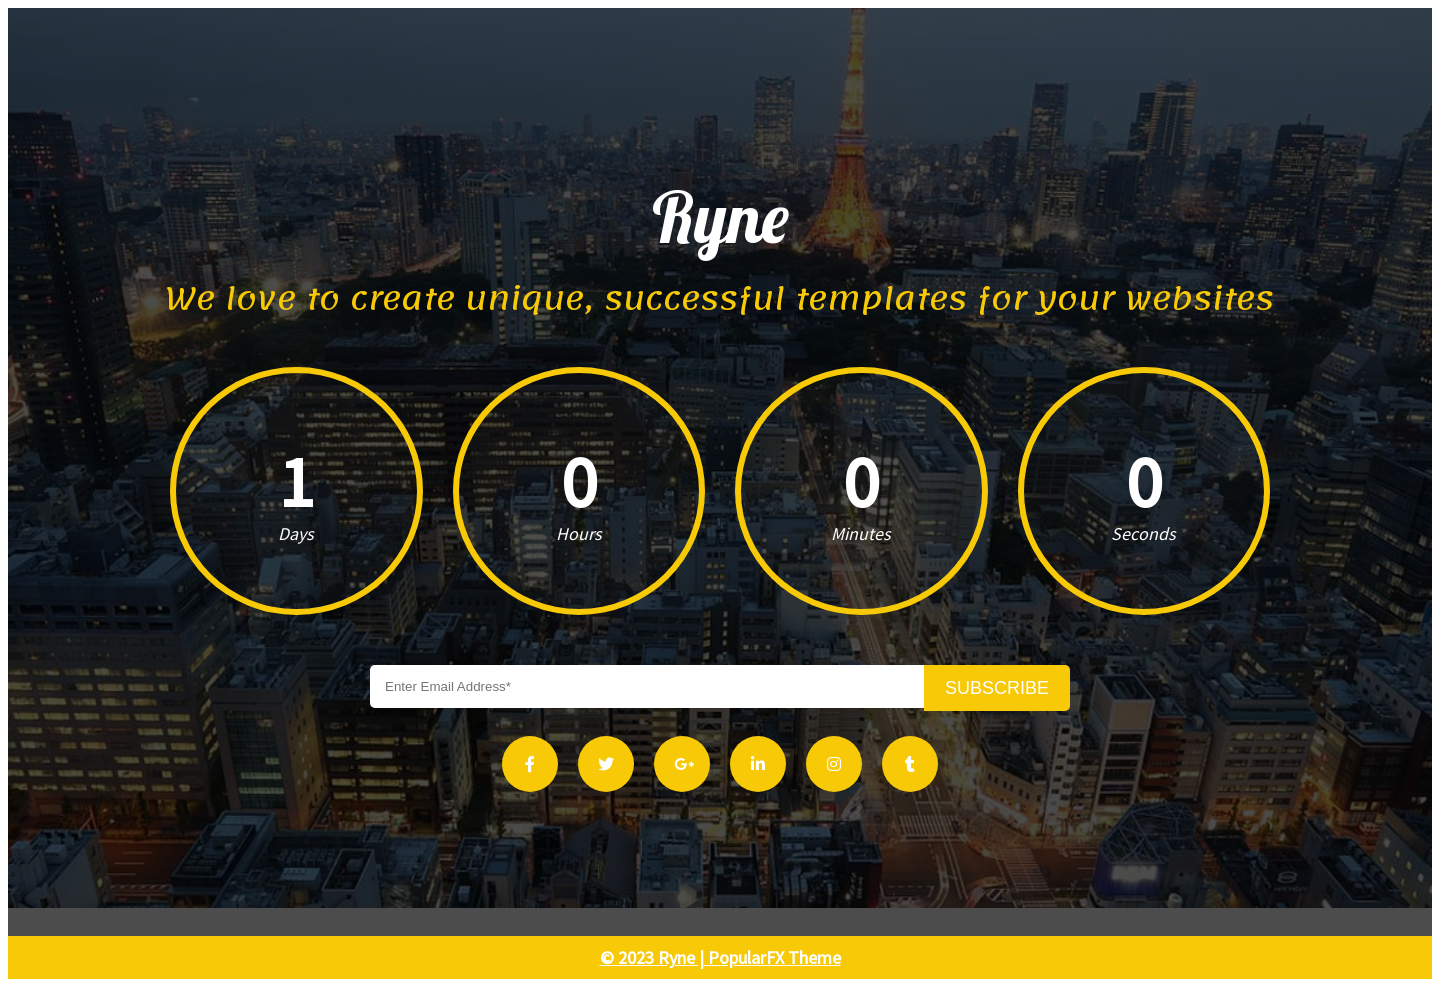 Ryne
We love to create unique, successful templates for your websites
1
Days
0
Hours
0
Minutes
0
Seconds
Enter Email Address*
SUBSCRIBE
© 2023 Ryne | PopularFX Theme